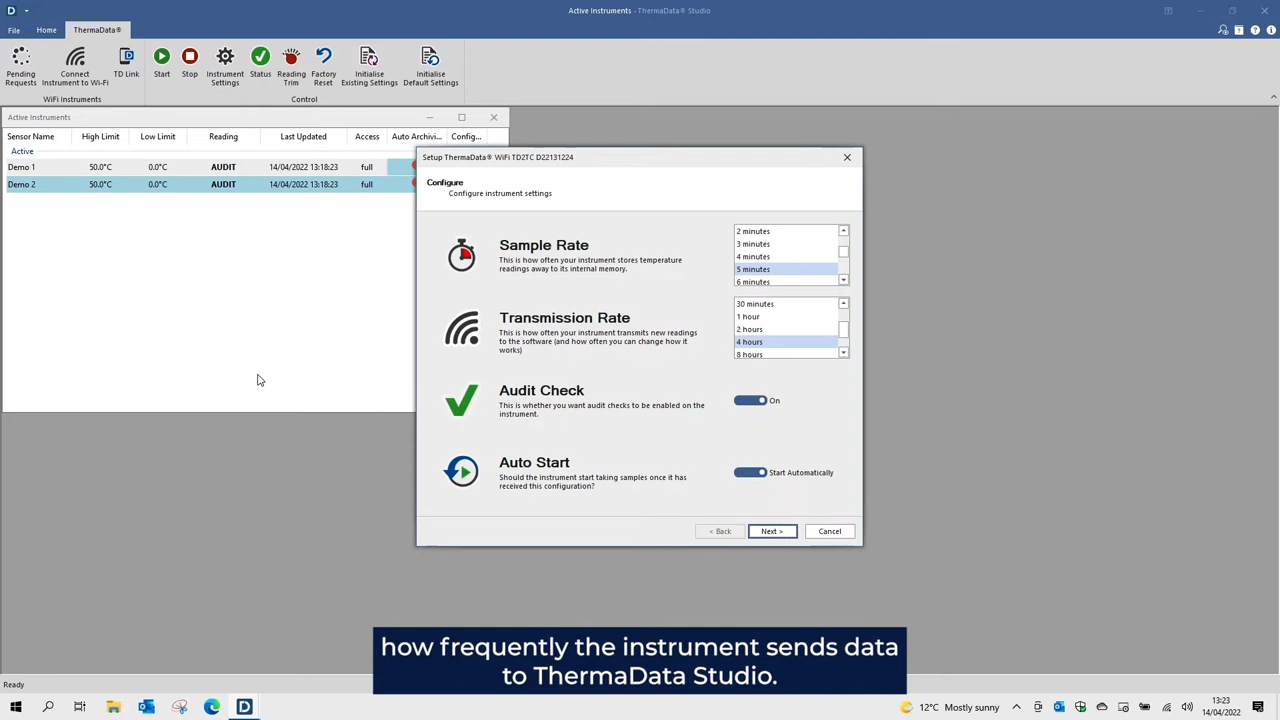 D
Active Instruments - ThermaData® Studio
File
Home
ThermaData®
Pending Requests
Connect Instrument to Wi-Fi
TD Link
Start
Stop
Instrument Settings
Status
Reading Trim
Factory Reset
Initialise Existing Settings
Initialise Default Settings
WiFi Instruments
Control
Active Instruments
Sensor Name High Limit Low Limit Reading Last Updated Access Auto Archivi... Config...
Active
Demo 1 50.0°C 0.0°C AUDIT 14/04/2022 13:18:23 full
Demo 2 50.0°C 0.0°C AUDIT 14/04/2022 13:18:23 full
Setup ThermaData® WiFi TD2TC D22131224
Configure
Configure instrument settings
Sample Rate
This is how often your instrument stores temperature
readings away to its internal memory.
2 minutes
3 minutes
4 minutes
5 minutes
6 minutes
Transmission Rate
This is how often your instrument transmits new readings
to the software (and how often you can change how it
works)
30 minutes
1 hour
2 hours
4 hours
8 hours
Audit Check
This is whether you want audit checks to be enabled on the
instrument.
On
Auto Start
Should the instrument start taking samples once it has
received this configuration?
Start Automatically
< Back Next > Cancel
how frequently the instrument sends data
to ThermaData Studio.
Ready
D
12°C Mostly sunny
13:23
14/04/2022